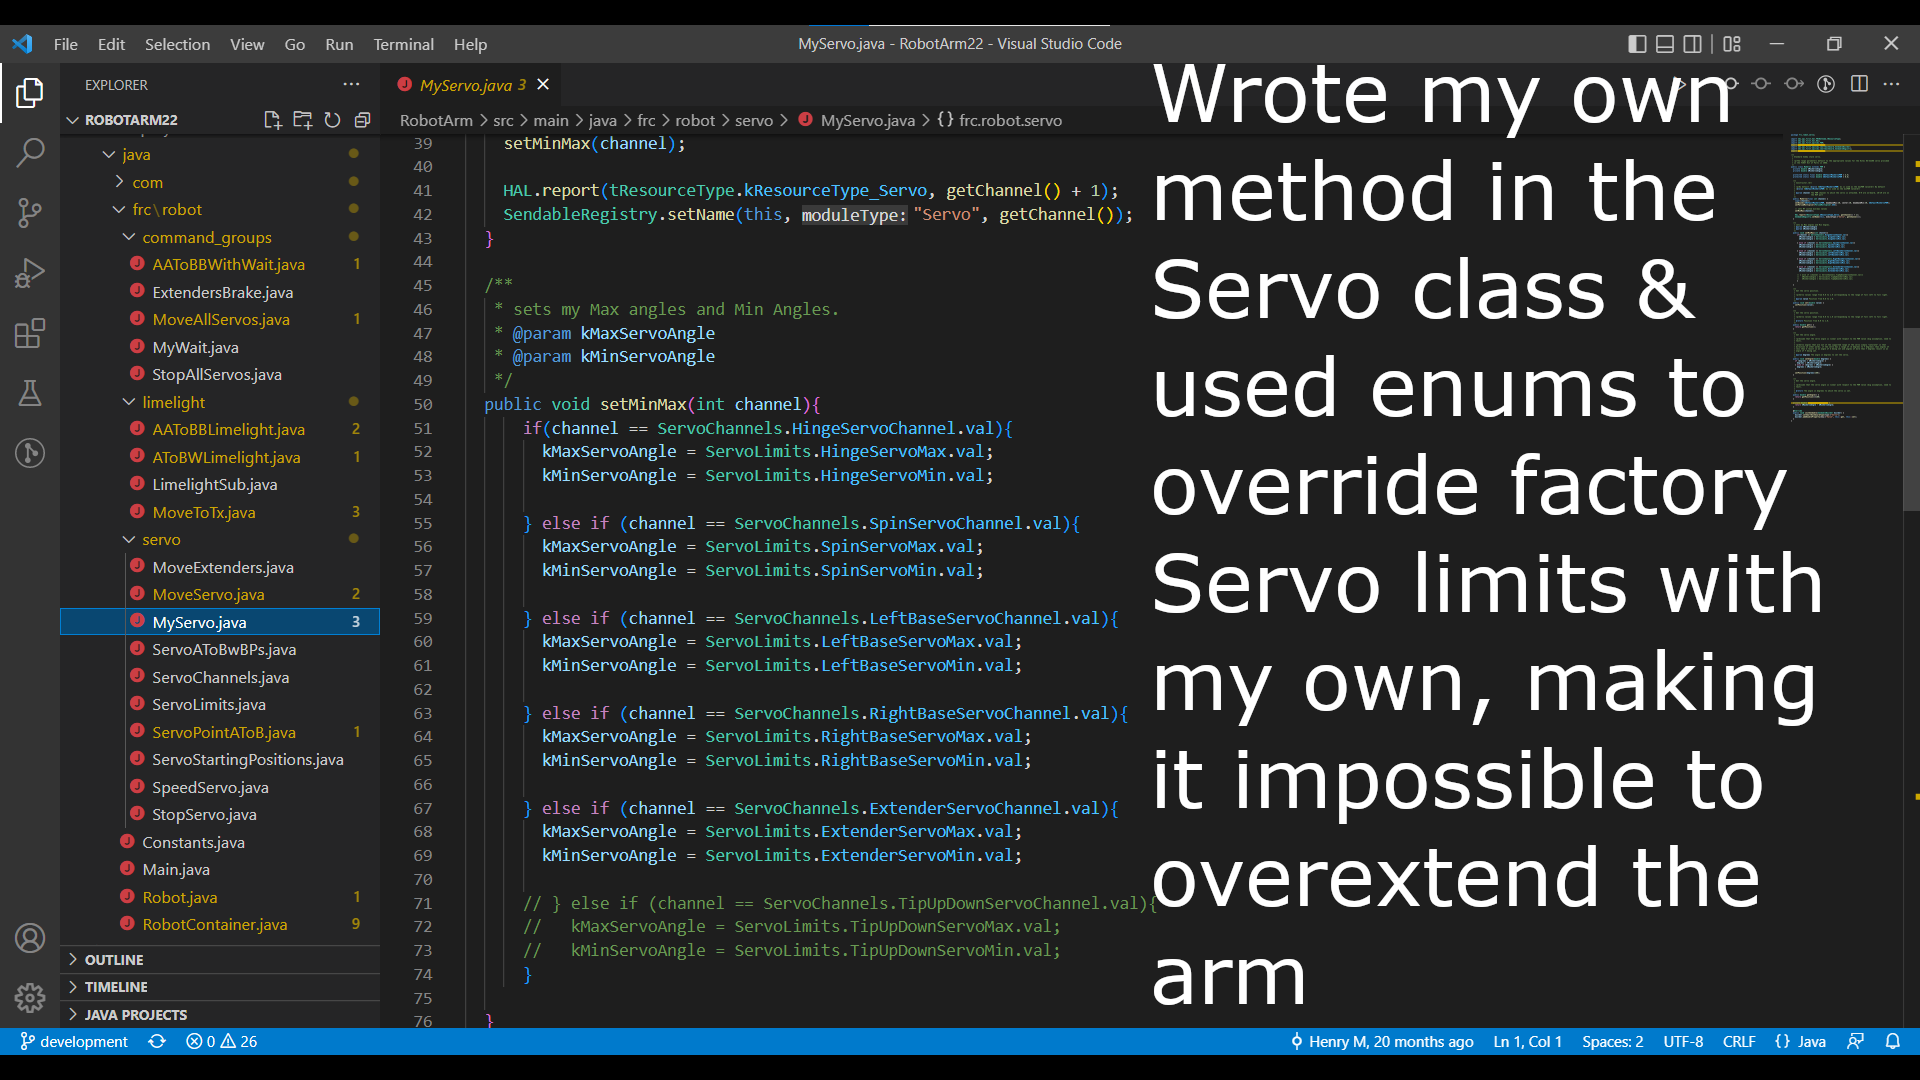 File Edit Selection View Go Run Terminal Help
MyServo.java - RobotArm22 - Visual Studio Code
EXPLORER
ROBOTARM22
java
com
frc\robot
command_groups
AAToBBWithWait.java 1
ExtendersBrake.java
MoveAllServos.java 1
MyWait.java
StopAllServos.java
limelight
AAToBBLimelight.java 2
AToBWLimelight.java 1
LimelightSub.java
MoveToTx.java 3
servo
MoveExtenders.java
MoveServo.java 2
MyServo.java 3
ServoAToBwBPs.java
ServoChannels.java
ServoLimits.java
ServoPointAToB.java 1
ServoStartingPositions.java
SpeedServo.java
StopServo.java
Constants.java
Main.java
Robot.java 1
RobotContainer.java 9
OUTLINE
TIMELINE
JAVA PROJECTS
MyServo.java 3
RobotArm > src > main > java > frc > robot > servo > MyServo.java > {} frc.robot.servo
39 setMinMax(channel);
40
41 HAL.report(tResourceType.kResourceType_Servo, getChannel() + 1);
42 SendableRegistry.setName(this, moduleType: "Servo", getChannel());
43 }
44
45 /**
46 * sets my Max angles and Min Angles.
47 * @param kMaxServoAngle
48 * @param kMinServoAngle
49 */
50 public void setMinMax(int channel){
51 if(channel == ServoChannels.HingeServoChannel.val){
52 kMaxServoAngle = ServoLimits.HingeServoMax.val;
53 kMinServoAngle = ServoLimits.HingeServoMin.val;
54
55 } else if (channel == ServoChannels.SpinServoChannel.val){
56 kMaxServoAngle = ServoLimits.SpinServoMax.val;
57 kMinServoAngle = ServoLimits.SpinServoMin.val;
58
59 } else if (channel == ServoChannels.LeftBaseServoChannel.val){
60 kMaxServoAngle = ServoLimits.LeftBaseServoMax.val;
61 kMinServoAngle = ServoLimits.LeftBaseServoMin.val;
62
63 } else if (channel == ServoChannels.RightBaseServoChannel.val){
64 kMaxServoAngle = ServoLimits.RightBaseServoMax.val;
65 kMinServoAngle = ServoLimits.RightBaseServoMin.val;
66
67 } else if (channel == ServoChannels.ExtenderServoChannel.val){
68 kMaxServoAngle = ServoLimits.ExtenderServoMax.val;
69 kMinServoAngle = ServoLimits.ExtenderServoMin.val;
70
71 // } else if (channel == ServoChannels.TipUpDownServoChannel.val){
72 // kMaxServoAngle = ServoLimits.TipUpDownServoMax.val;
73 // kMinServoAngle = ServoLimits.TipUpDownServoMin.val;
74 }
75
76 }
Wrote my own
method in the
Servo class &
used enums to
override factory
Servo limits with
my own, making
it impossible to
overextend the
arm
development 0 26
Henry M, 20 months ago Ln 1, Col 1 Spaces: 2 UTF-8 CRLF {} Java